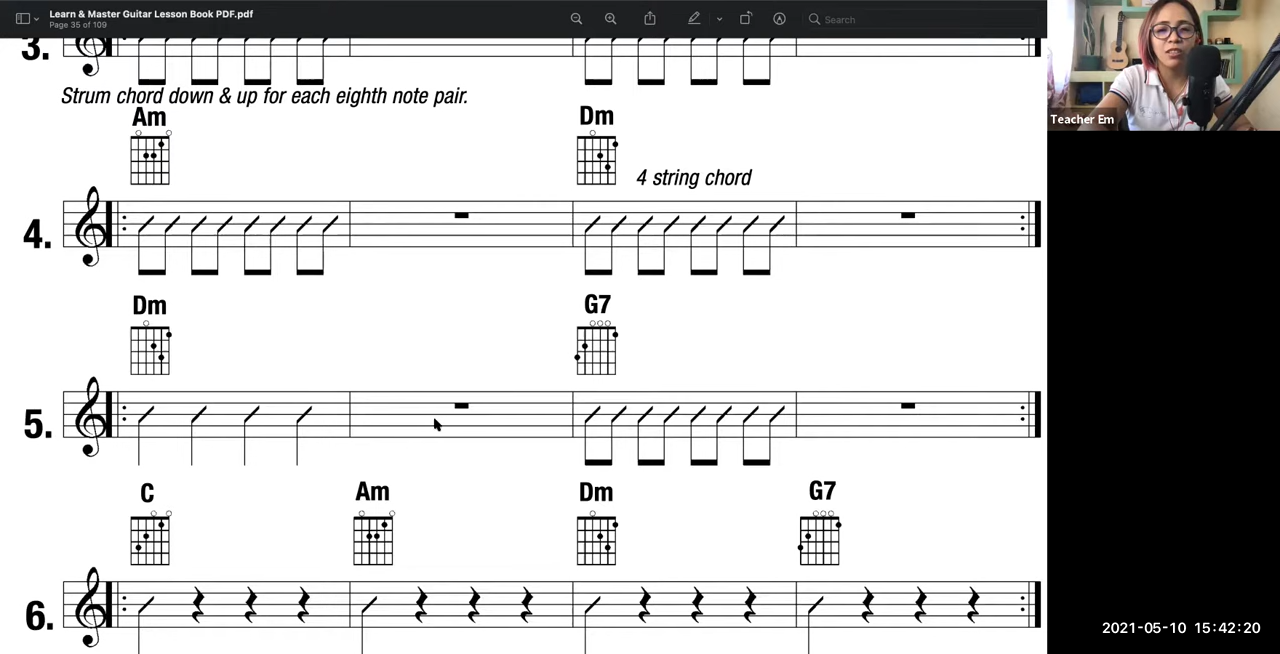 Learn & Master Guitar Lesson Book PDF.pdf
Page 35 of 109
Search
3.
Strum chord down & up for each eighth note pair.
Am
Dm
4 string chord
4.
Dm
G7
5.
C
Am
Dm
G7
6.
Teacher Em
2021-05-10 15:42:20